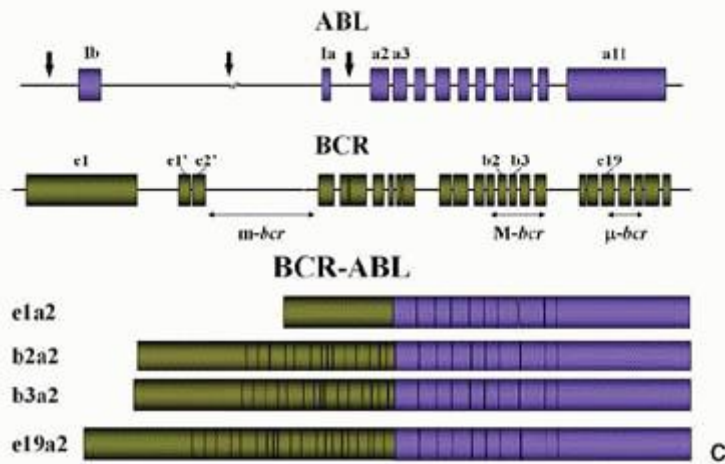 ABL
Ib Ia a2 a3 a11
BCR
e1 e1' e2' b2 b3 e19
m-bcr M-bcr µ-bcr
BCR-ABL
e1a2
b2a2
b3a2
e19a2
C